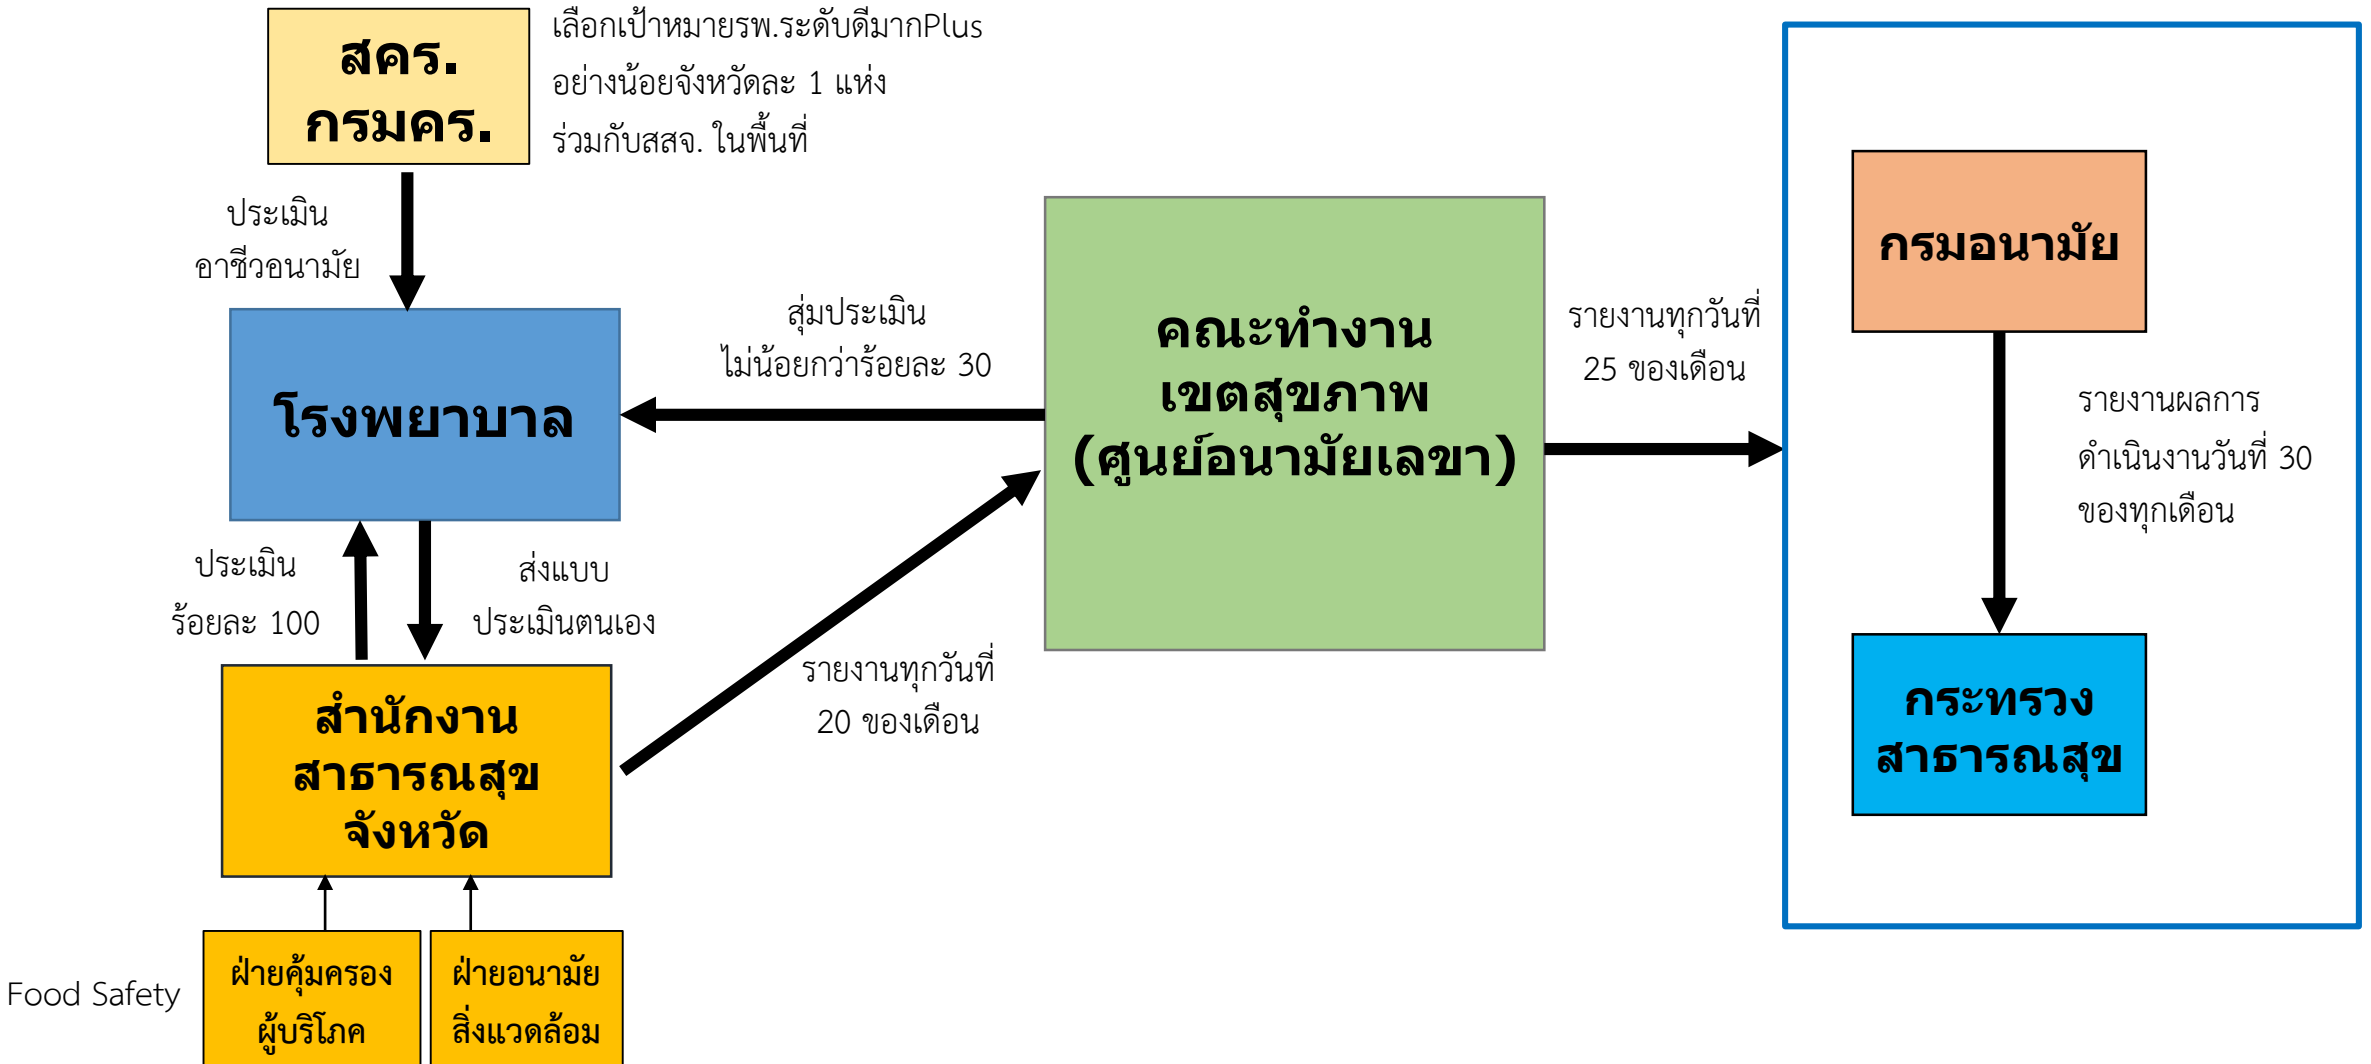 สคร.
กรมคร.
เลือกเป้าหมายรพ.ระดับดีมากPlus
อย่างน้อยจังหวัดละ 1 แห่ง
ร่วมกับสสจ. ในพื้นที่
ประเมิน
อาชีวอนามัย
โรงพยาบาล
สุ่มประเมิน
ไม่น้อยกว่าร้อยละ 30
คณะทำงาน
เขตสุขภาพ
(ศูนย์อนามัยเลขา)
รายงานทุกวันที่
25 ของเดือน
กรมอนามัย
รายงานผลการ
ดำเนินงานวันที่ 30
ของทุกเดือน
กระทรวง
สาธารณสุข
ประเมิน
ร้อยละ 100
ส่งแบบ
ประเมินตนเอง
รายงานทุกวันที่
20 ของเดือน
สำนักงาน
สาธารณสุข
จังหวัด
Food Safety
ฝ่ายคุ้มครอง
ผู้บริโภค
ฝ่ายอนามัย
สิ่งแวดล้อม